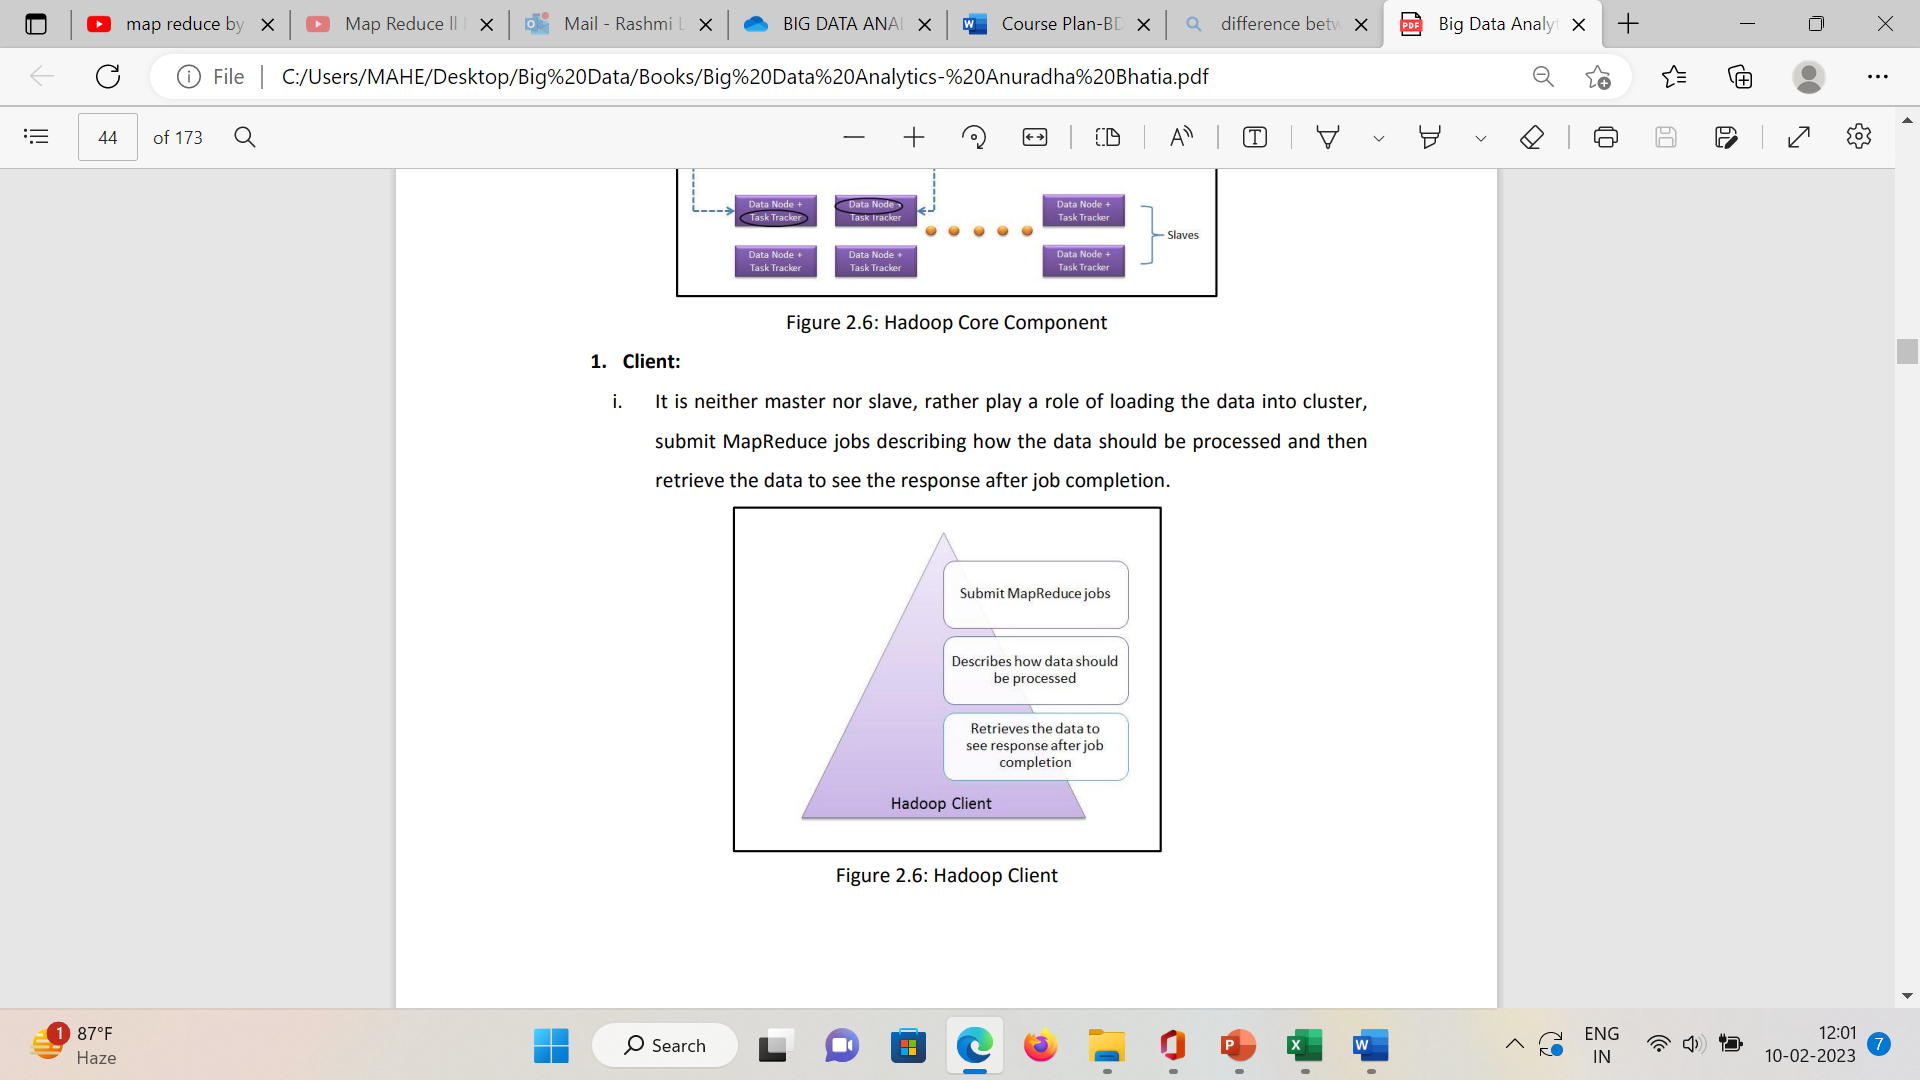 map reduce by
Map Reduce ll
Mail - Rashmi
BIG DATA ANAL
Course Plan-BD
difference betw
Big Data Analyt
File
C:/Users/MAHE/Desktop/Big%20Data/Books/Big%20Data%20Analytics-%20Anuradha%20Bhatia.pdf
44
of 173
Data Node +
Task Tracker
Data Node +
Task Tracker
Data Node +
Task Tracker
Slaves
Data Node +
Task Tracker
Data Node +
Task Tracker
Data Node +
Task Tracker
Figure 2.6: Hadoop Core Component
1. Client:
i. It is neither master nor slave, rather play a role of loading the data into cluster,
submit MapReduce jobs describing how the data should be processed and then
retrieve the data to see the response after job completion.
Submit MapReduce jobs
Describes how data should
be processed
Retrieves the data to
see response after job
completion
Hadoop Client
Figure 2.6: Hadoop Client
1
87°F
Haze
Search
ENG
IN
12:01
10-02-2023
7